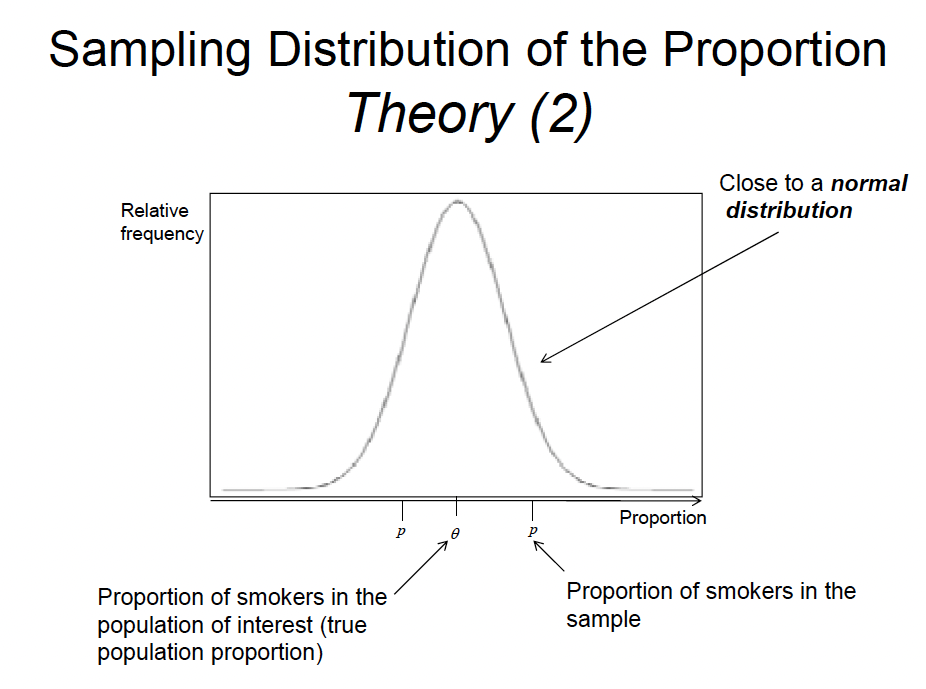 Sampling Distribution of the Proportion
Theory (2)
Close to a normal
distribution
Relative
frequency
Proportion
p
θ
p
Proportion of smokers in the
population of interest (true
population proportion)
Proportion of smokers in the
sample